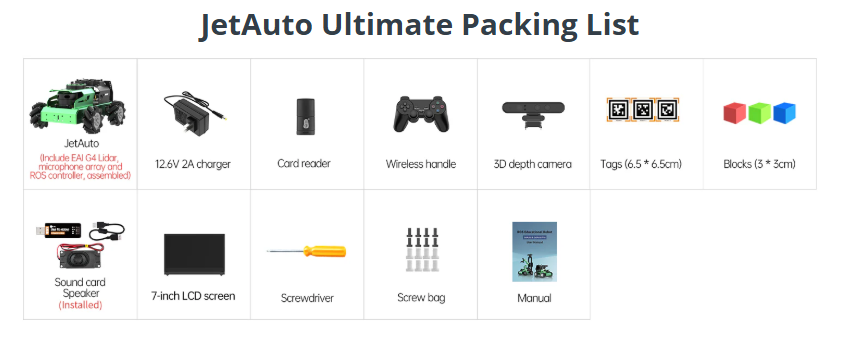 JetAuto Ultimate Packing List
JetAuto
(Include EAI G4 Lidar,
microphone array and
ROS controller, assembled)
12.6V 2A charger
Card reader
Wireless handle
3D depth camera
Tags (6.5 * 6.5cm)
Blocks (3 * 3cm)
Sound card
Speaker
(Installed)
7-inch LCD screen
Screwdriver
Screw bag
Manual